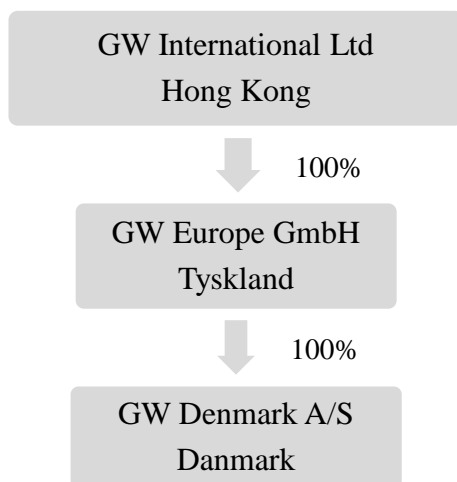 GW International Ltd
Hong Kong
100%
GW Europe GmbH
Tyskland
100%
GW Denmark A/S
Danmark